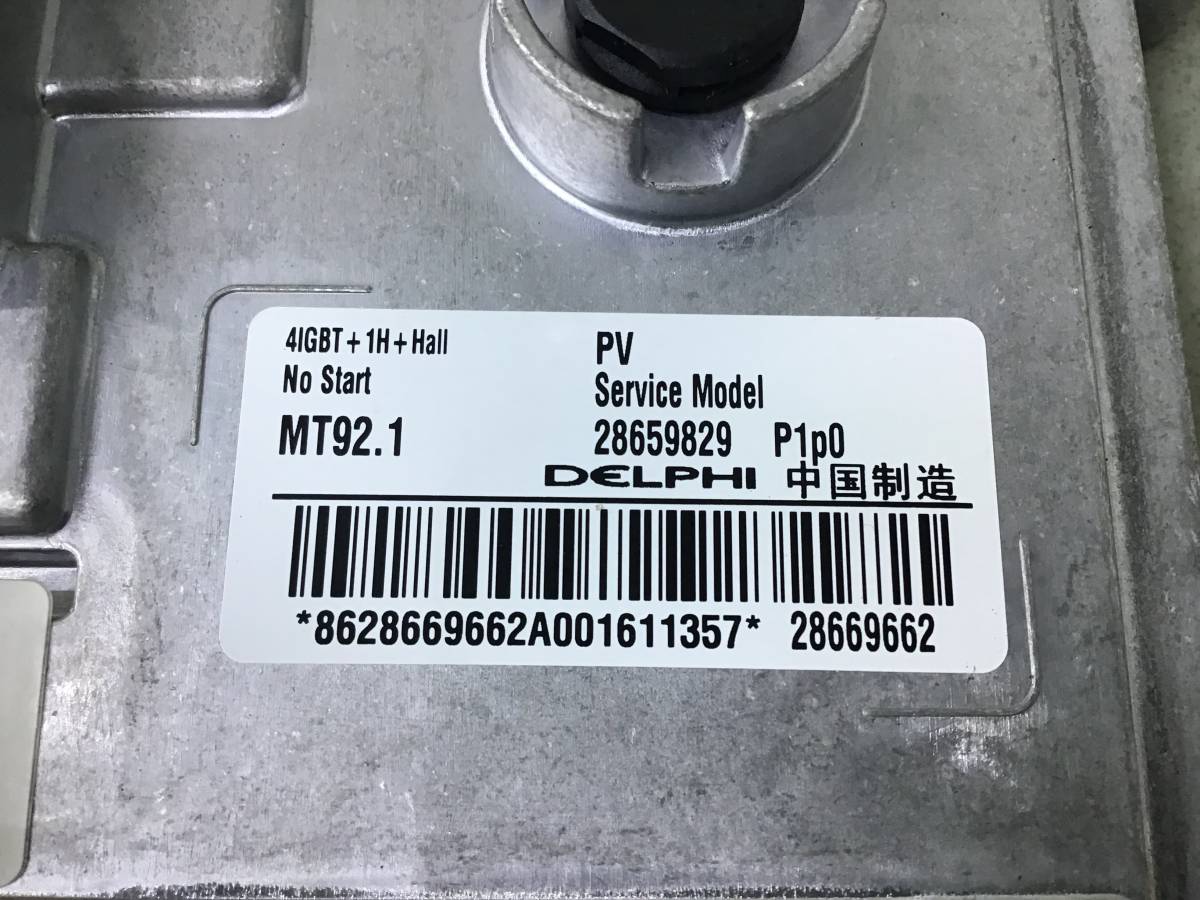 4IGBT+1H+Hall
No Start
MT92.1
PV
Service Model
28659829 P1p0
DELPHI 中国制造
*8628669662A001611357* 28669662